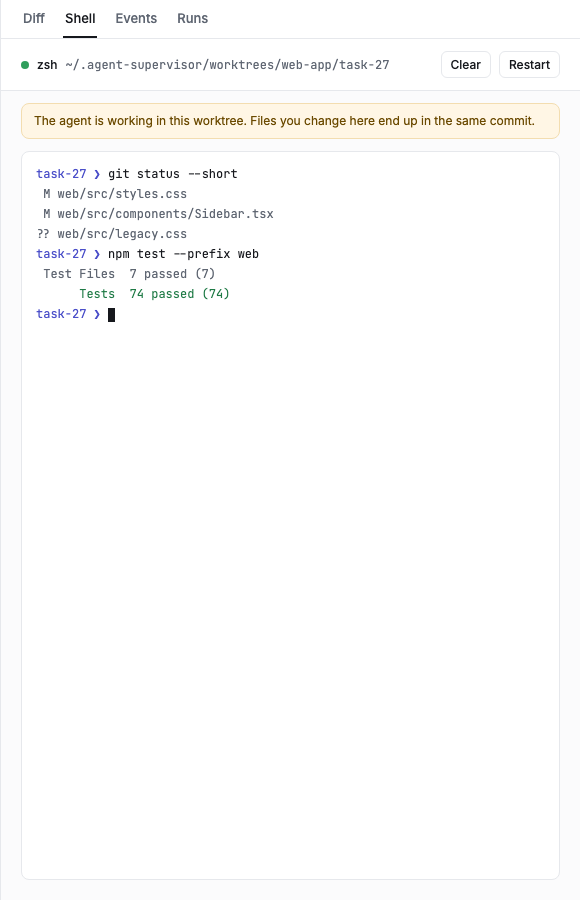 Diff Shell Events Runs
zsh ~/.agent-supervisor/worktrees/web-app/task-27 Clear Restart
The agent is working in this worktree. Files you change here end up in the same commit.
task-27 ❯ git status --short
 M web/src/styles.css
 M web/src/components/Sidebar.tsx
?? web/src/legacy.css
task-27 ❯ npm test --prefix web
 Test Files  7 passed (7)
      Tests  74 passed (74)
task-27 ❯